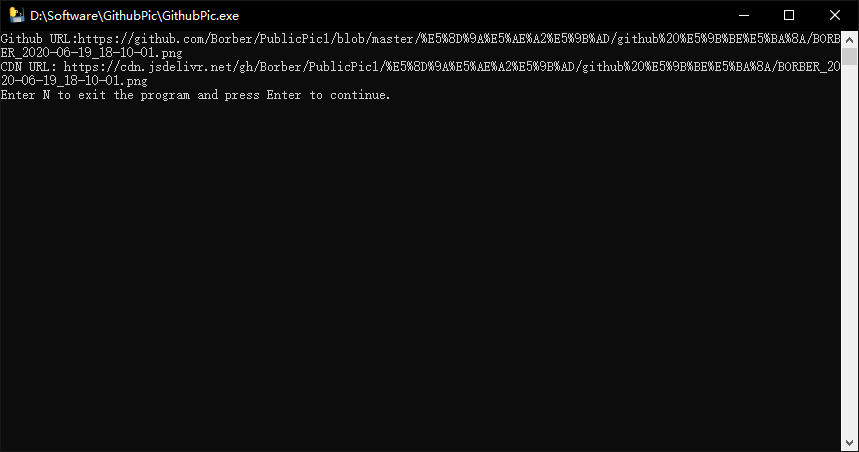 D:\Software\GithubPic\GithubPic.exe
Github URL:https://github.com/Borber/PublicPic1/blob/master/%E5%8D%9A%E5%AE%A2%E5%9B%AD/github%20%E5%9B%BE%E5%BA%8A/BORB
ER_2020-06-19_18-10-01.png
CDN URL: https://cdn.jsdelivr.net/gh/Borber/PublicPic1/%E5%8D%9A%E5%AE%A2%E5%9B%AD/github%20%E5%9B%BE%E5%BA%8A/BORBER_20
20-06-19_18-10-01.png
Enter N to exit the program and press Enter to continue.